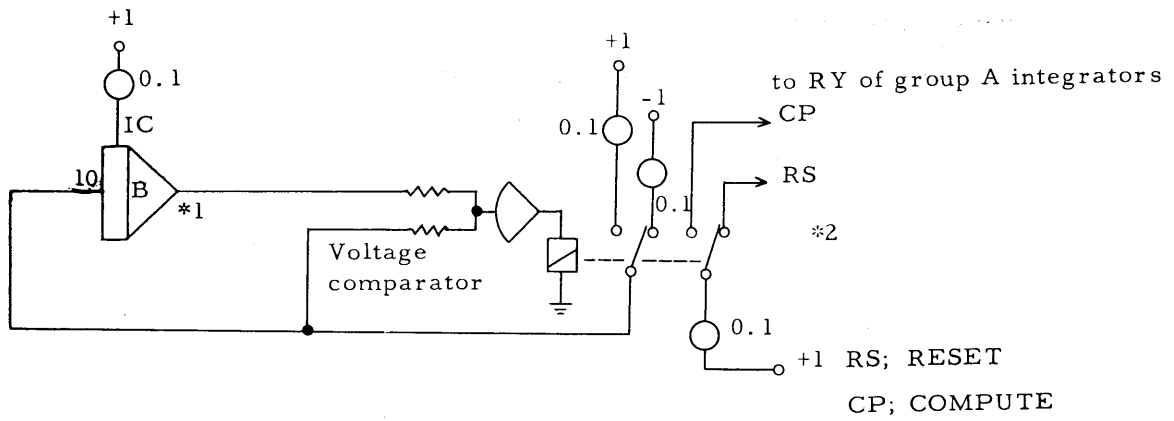 +1
0.1
IC
10
B
*1
Voltage
comparator
+1
0.1
-1
0.1
to RY of group A integrators
CP
RS
*2
0.1
+1 RS; RESET
CP; COMPUTE